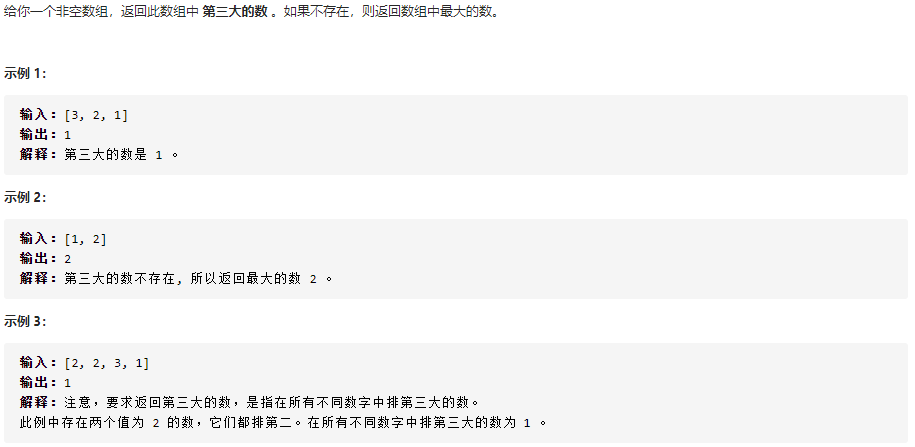 给你一个非空数组，返回此数组中 第三大的数 。如果不存在，则返回数组中最大的数。
示例 1：
输入：[3, 2, 1]
输出：1
解释：第三大的数是 1 。
示例 2：
输入：[1, 2]
输出：2
解释：第三大的数不存在, 所以返回最大的数 2 。
示例 3：
输入：[2, 2, 3, 1]
输出：1
解释：注意，要求返回第三大的数，是指在所有不同数字中排第三大的数。
此例中存在两个值为 2 的数，它们都排第二。在所有不同数字中排第三大的数为 1 。